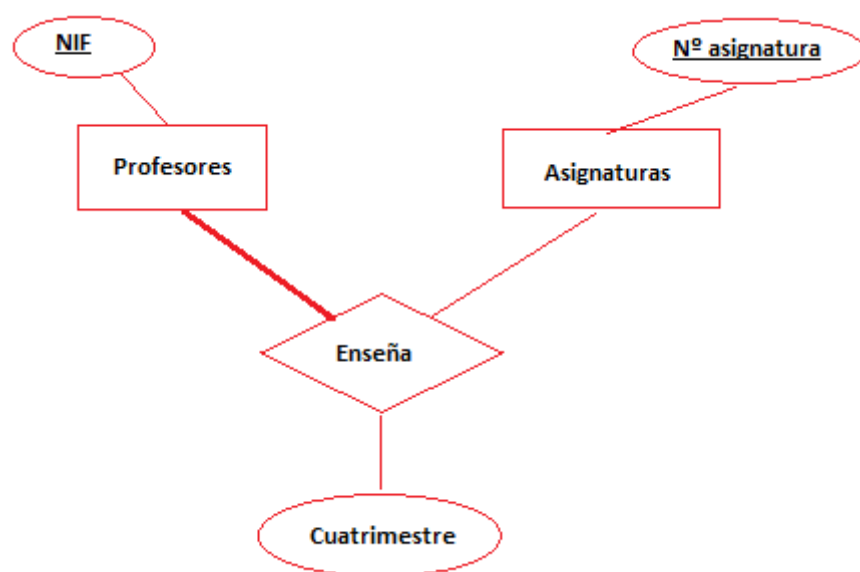 NIF
Nº asignatura
Profesores
Asignaturas
Enseña
Cuatrimestre